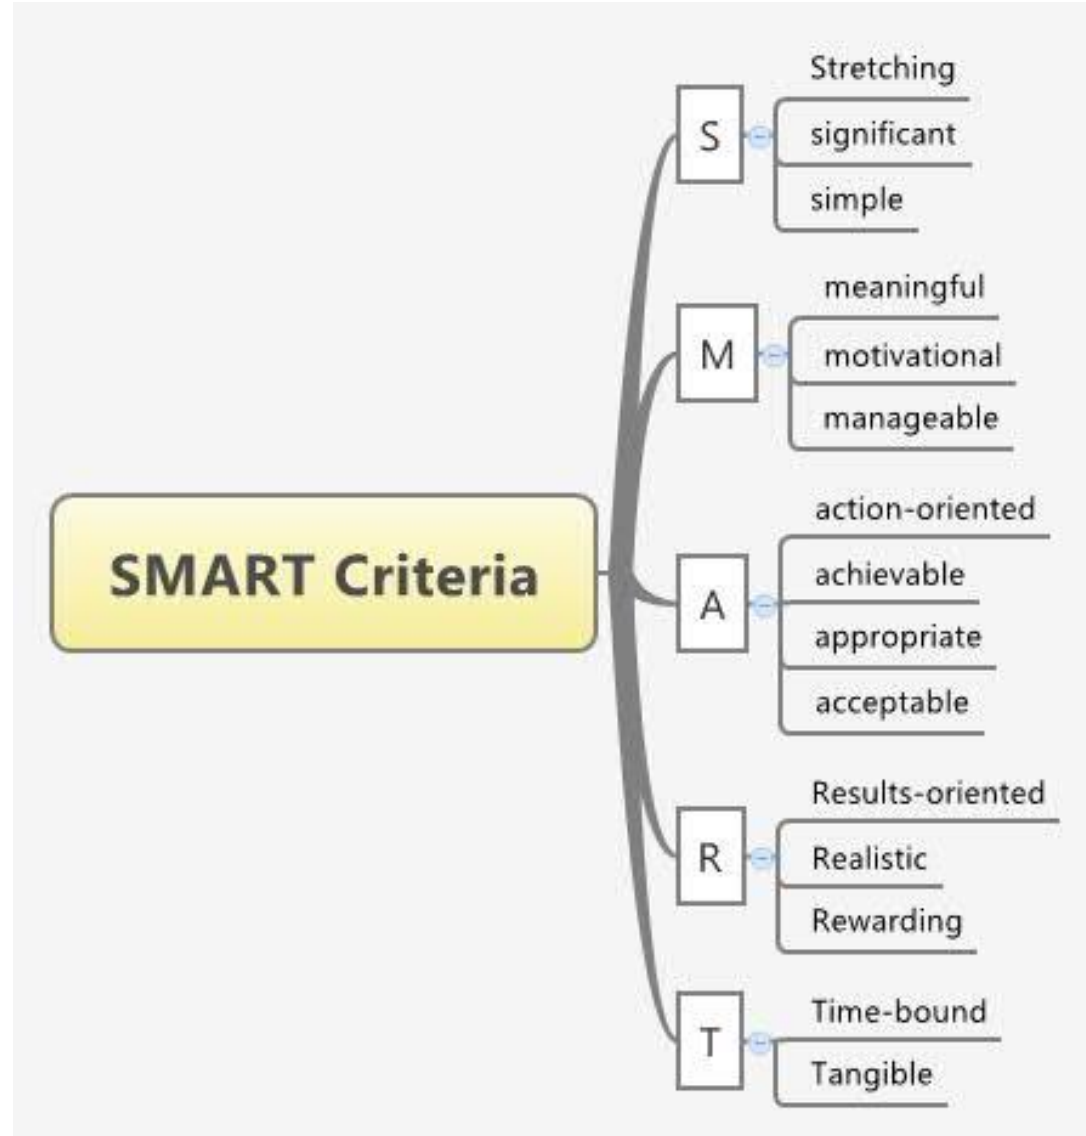 SMART Criteria
S
Stretching
significant
simple
M
meaningful
motivational
manageable
A
action-oriented
achievable
appropriate
acceptable
R
Results-oriented
Realistic
Rewarding
T
Time-bound
Tangible